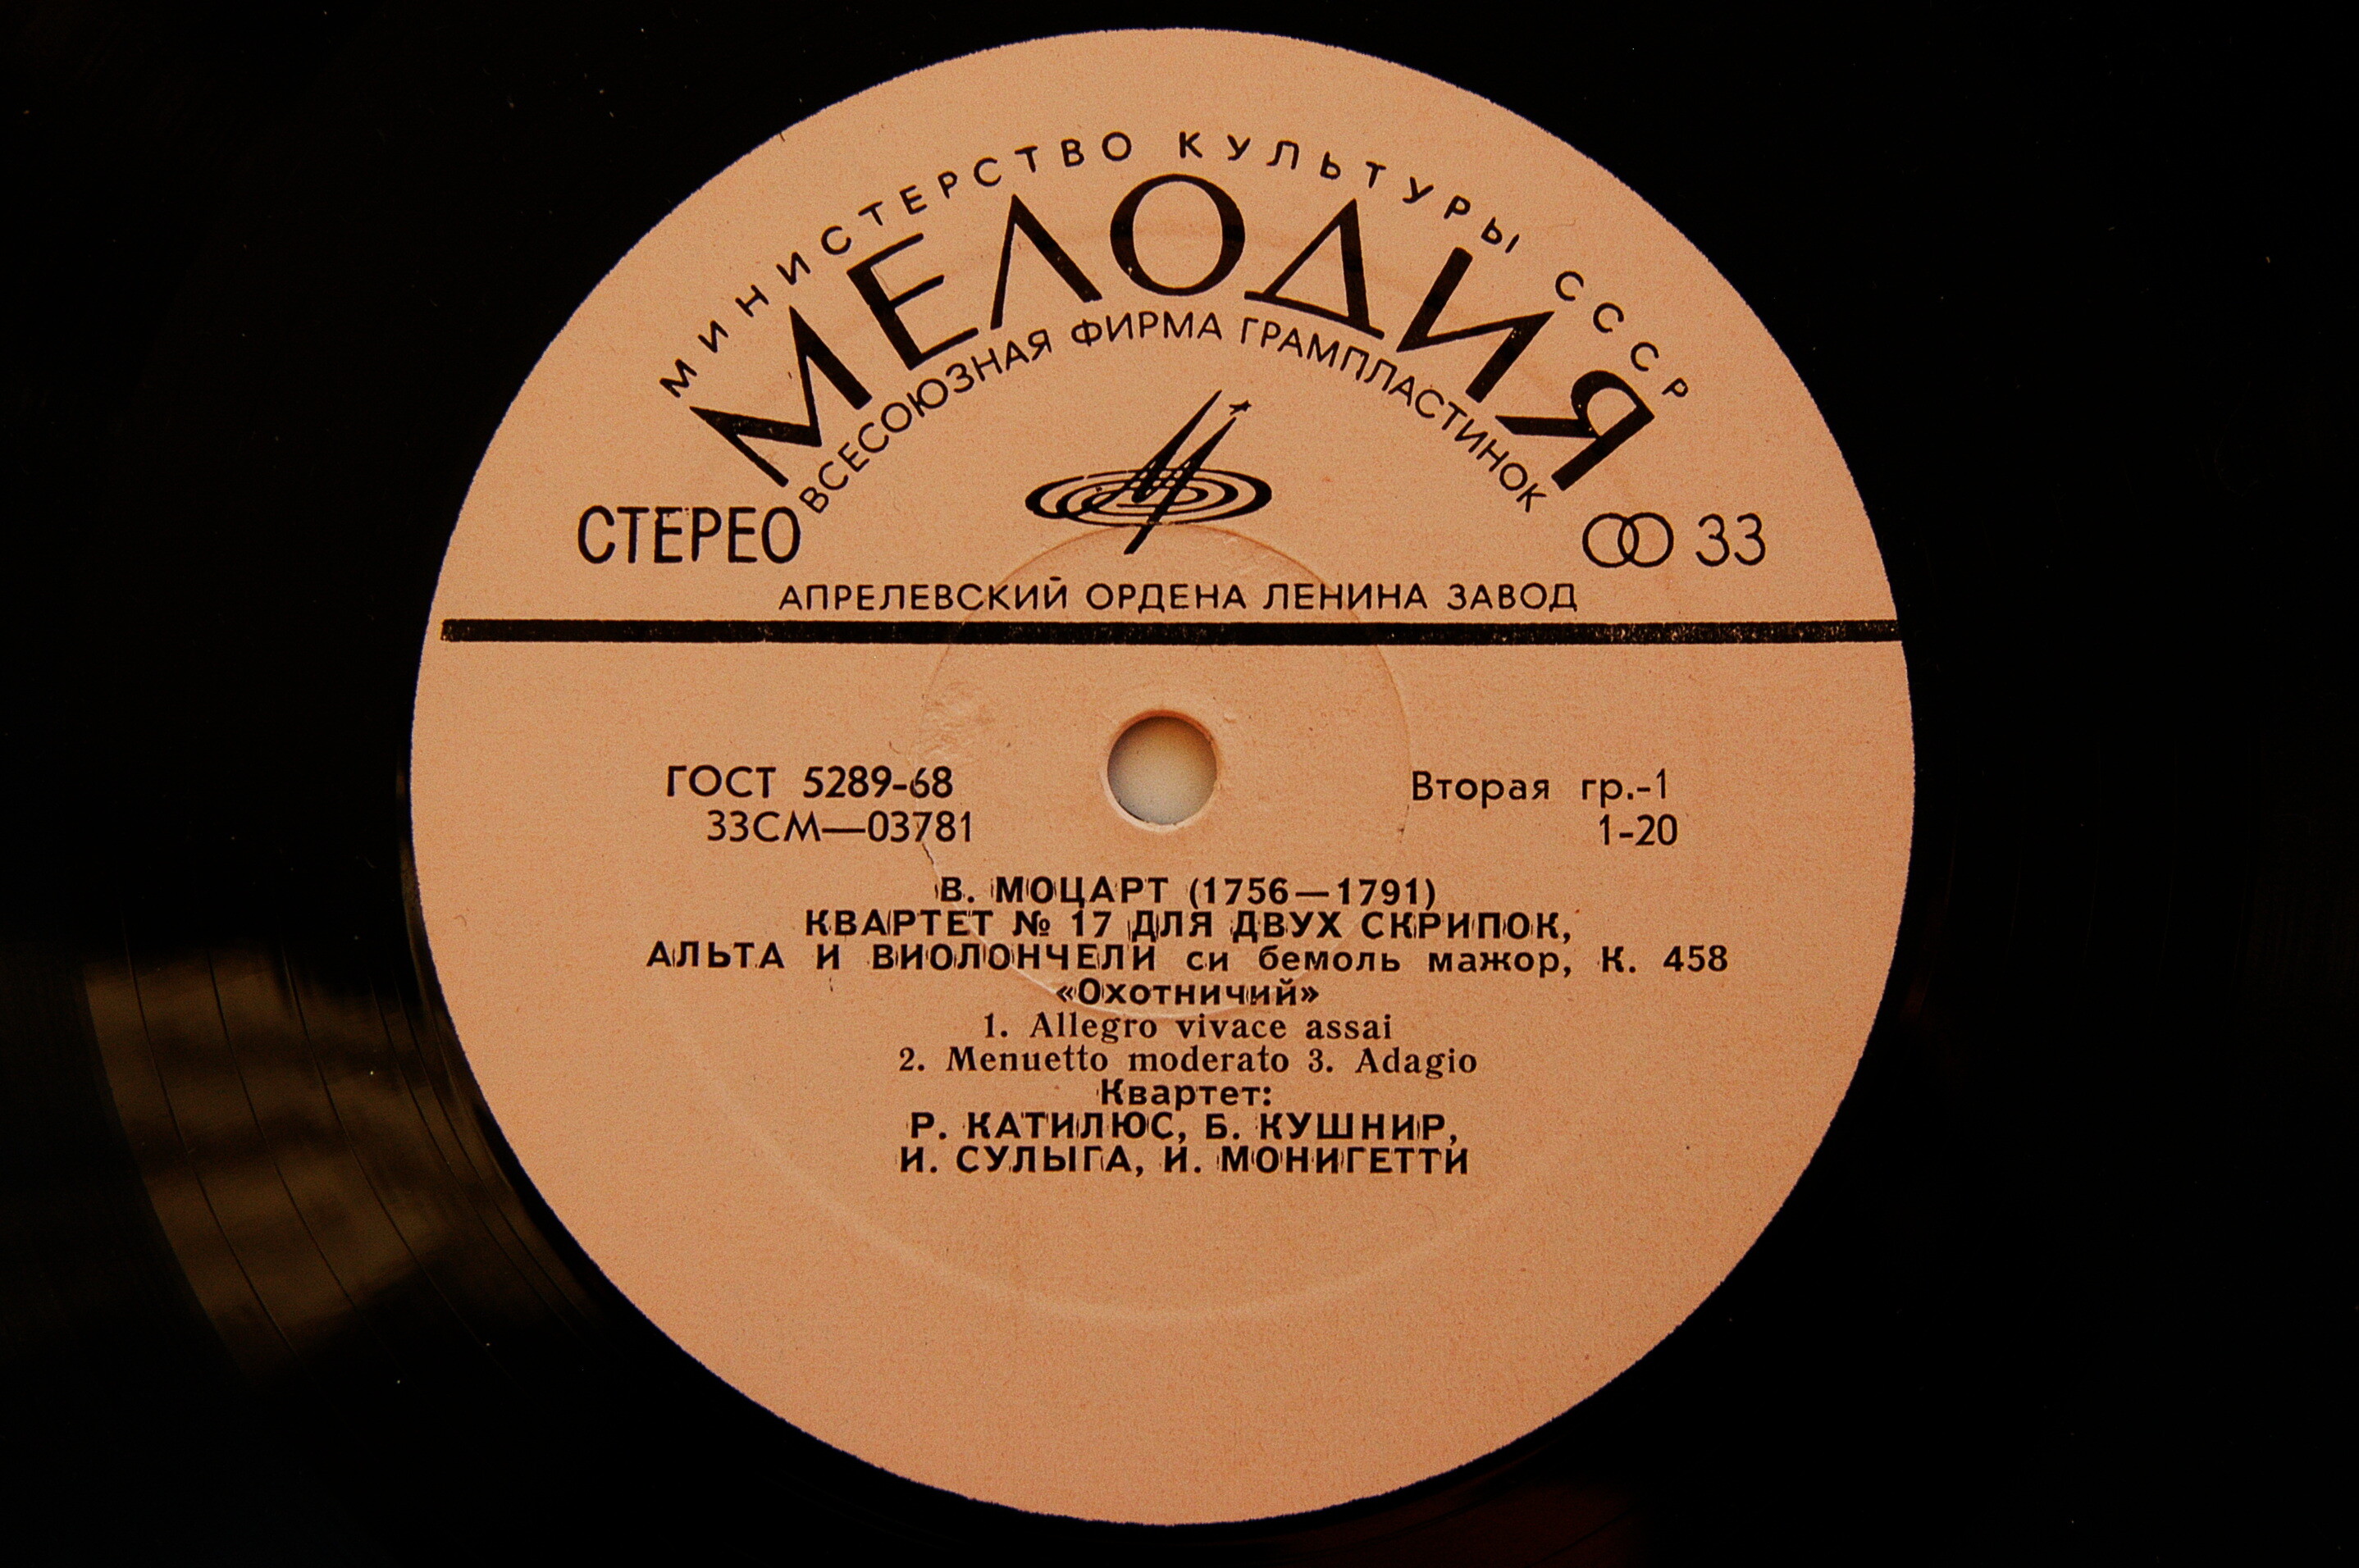 МИНИСТЕРСТВО КУЛЬТУРЫ СССР
МЕЛОДИЯ
ВСЕСОЮЗНАЯ ФИРМА ГРАМПЛАСТИНОК
СТЕРЕО
33
АПРЕЛЕВСКИЙ ОРДЕНА ЛЕНИНА ЗАВОД
ГОСТ 5289-68
Вторая гр.-1
33СМ—03781
1-20
В. МОЦАРТ (1756—1791)
КВАРТЕТ № 17 ДЛЯ ДВУХ СКРИПОК,
АЛЬТА И ВИОЛОНЧЕЛИ си бемоль мажор, К. 458
«Охотничий»
1. Allegro vivace assai
2. Menuetto moderato 3. Adagio
Квартет:
Р. КАТИЛЮС, Б. КУШНИР,
И. СУЛЫГА, И. МОНИГЕТТИ